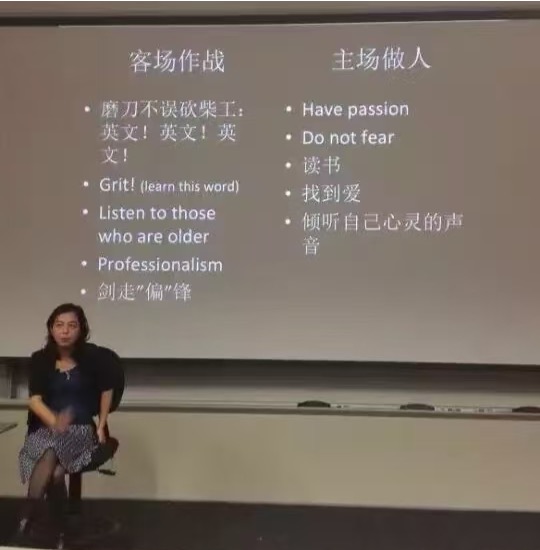 客场作战
磨刀不误砍柴工：
英文！英文！英
文！
Grit! (learn this word)
Listen to those
who are older
Professionalism
剑走"偏"锋
主场做人
Have passion
Do not fear
读书
找到爱
倾听自己心灵的声
音